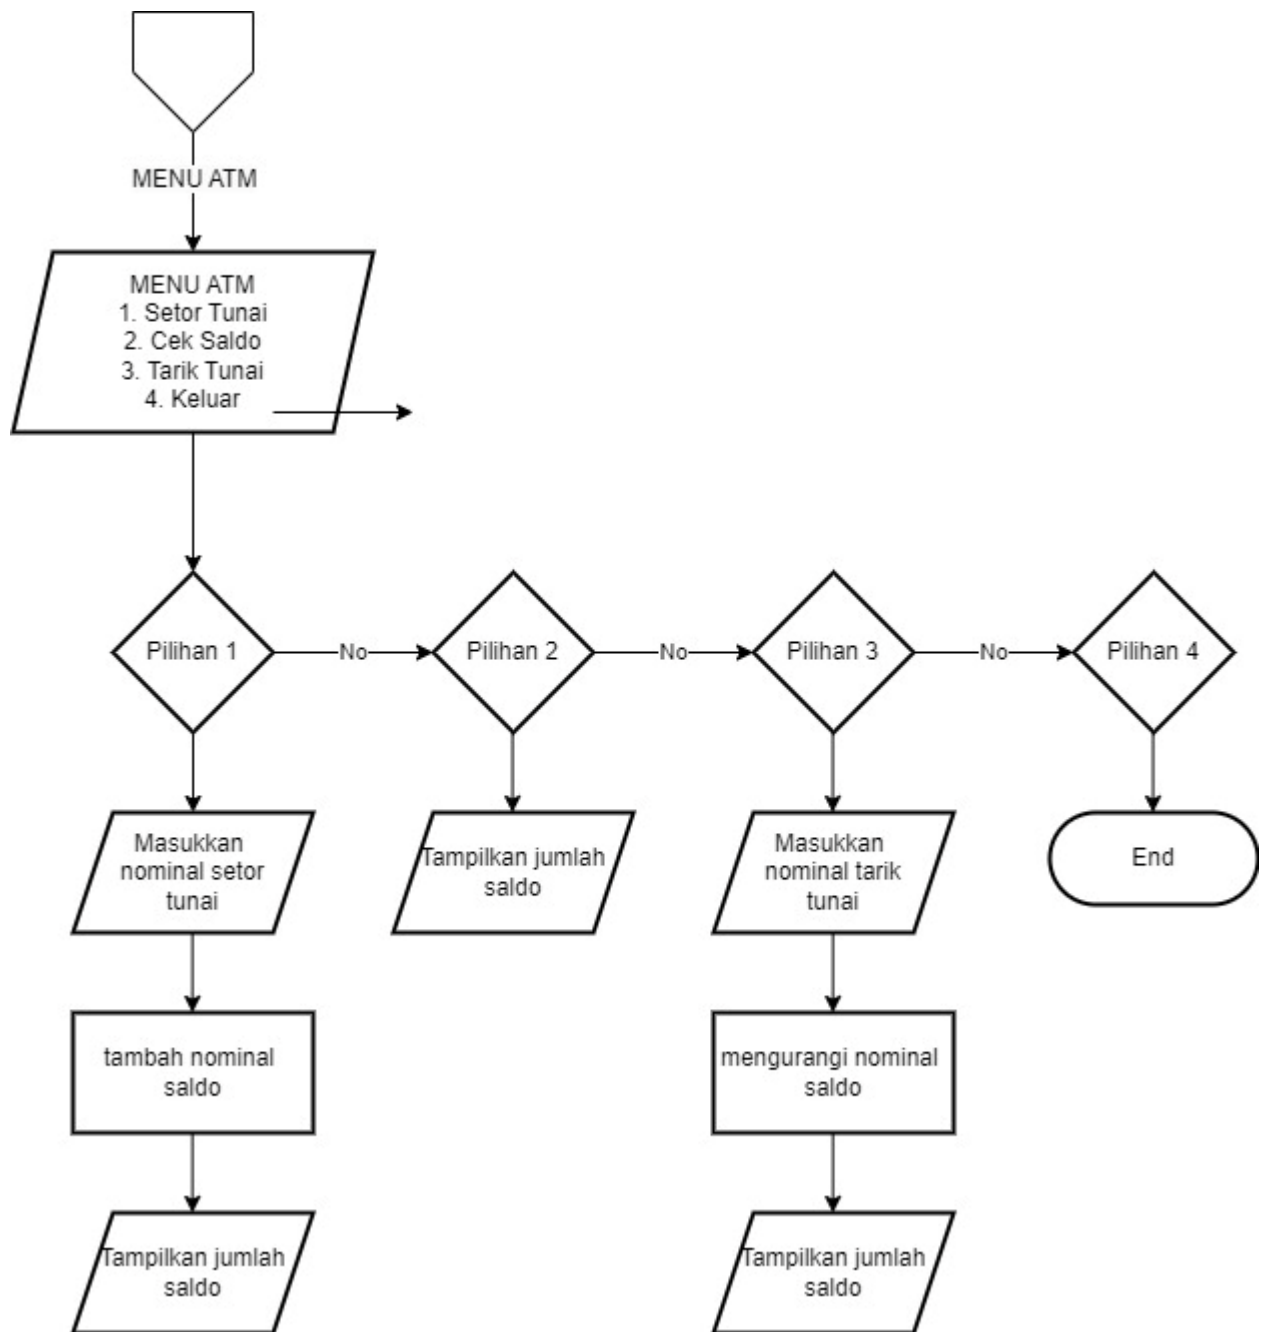 MENU ATM
MENU ATM
1. Setor Tunai
2. Cek Saldo
3. Tarik Tunai
4. Keluar
Pilihan 1
No
Pilihan 2
No
Pilihan 3
No
Pilihan 4
Masukkan
nominal setor
tunai
Tampilkan jumlah
saldo
Masukkan
nominal tarik
tunai
End
tambah nominal
saldo
mengurangi nominal
saldo
Tampilkan jumlah
saldo
Tampilkan jumlah
saldo